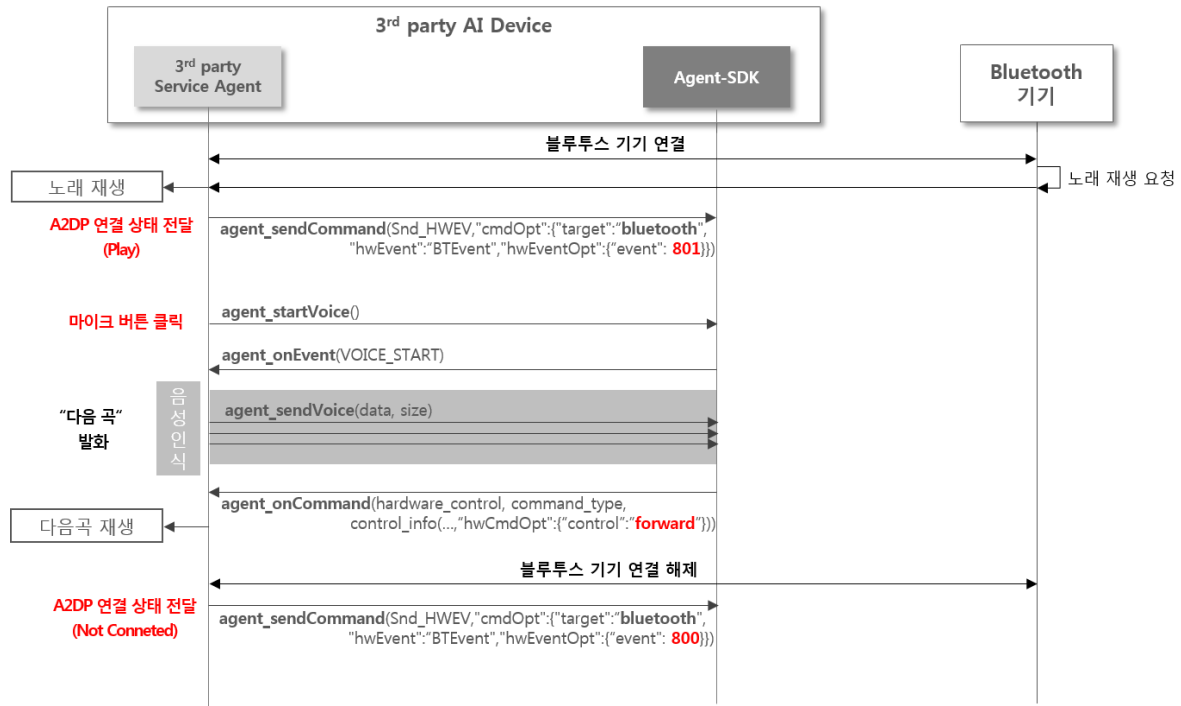 3rd party AI Device
3rd party
Service Agent
Agent-SDK
Bluetooth
기기
블루투스 기기 연결
노래 재생
노래 재생 요청
A2DP 연결 상태 전달
(Play)
agent_sendCommand(Snd_HWEV,"cmdOpt":{"target":"bluetooth",
"hwEvent":"BTEvent","hwEventOpt":{"event": 801}})
마이크 버튼 클릭
agent_startVoice()
agent_onEvent(VOICE_START)
"다음 곡"
발화
음
성
인
식
agent_sendVoice(data, size)
agent_onCommand(hardware_control, command_type,
control_info(...,"hwCmdOpt":{"control":"forward"}))
다음곡 재생
블루투스 기기 연결 해제
A2DP 연결 상태 전달
(Not Conneted)
agent_sendCommand(Snd_HWEV,"cmdOpt":{"target":"bluetooth",
"hwEvent":"BTEvent","hwEventOpt":{"event": 800}})